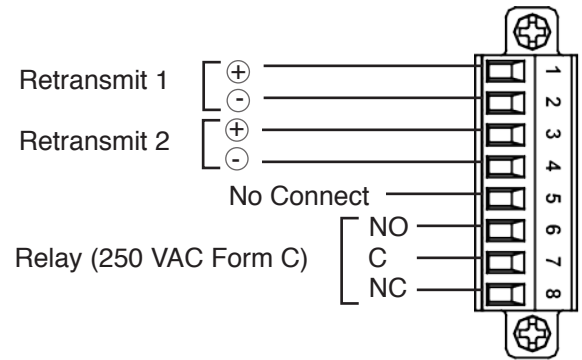 Retransmit 1 + 1
- 2
Retransmit 2 + 3
- 4
No Connect 5
NO 6
Relay (250 VAC Form C) C 7
NC 8